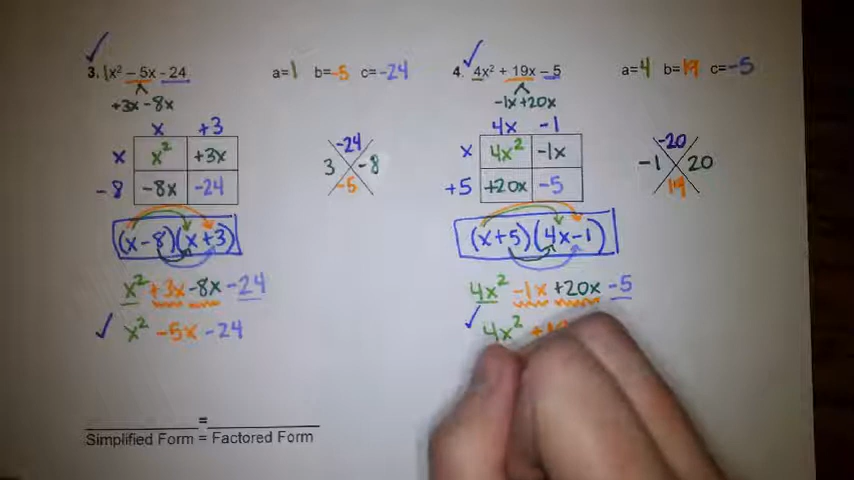 3. 1x² - 5x - 24
a=1 b=-5 c=-24
+3x -8x
x +3
x x² +3x
-8 -8x -24
-24
3 -8
-5
(x-8)(x+3)
x² +3x -8x -24
✓ x² -5x -24
4. 4x² + 19x - 5
a=4 b=19 c=-5
-1x +20x
4x -1
x 4x² -1x
+5 +20x -5
-20
-1 20
19
(x+5)(4x-1)
4x² -1x +20x -5
✓ 4x²
=
Simplified Form = Factored Form